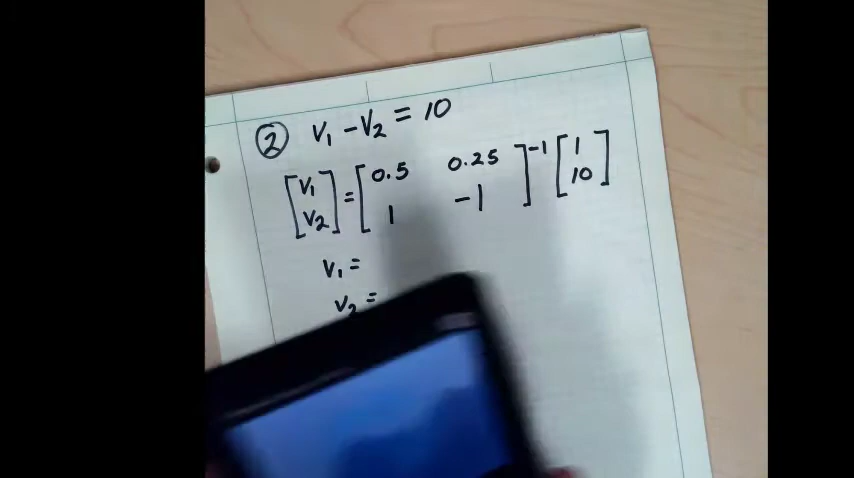 ② V₁ - V₂ = 10
[V₁ V₂] = [0.5 0.25 1 -1]⁻¹ [1 10]
V₁ =
V₂ =